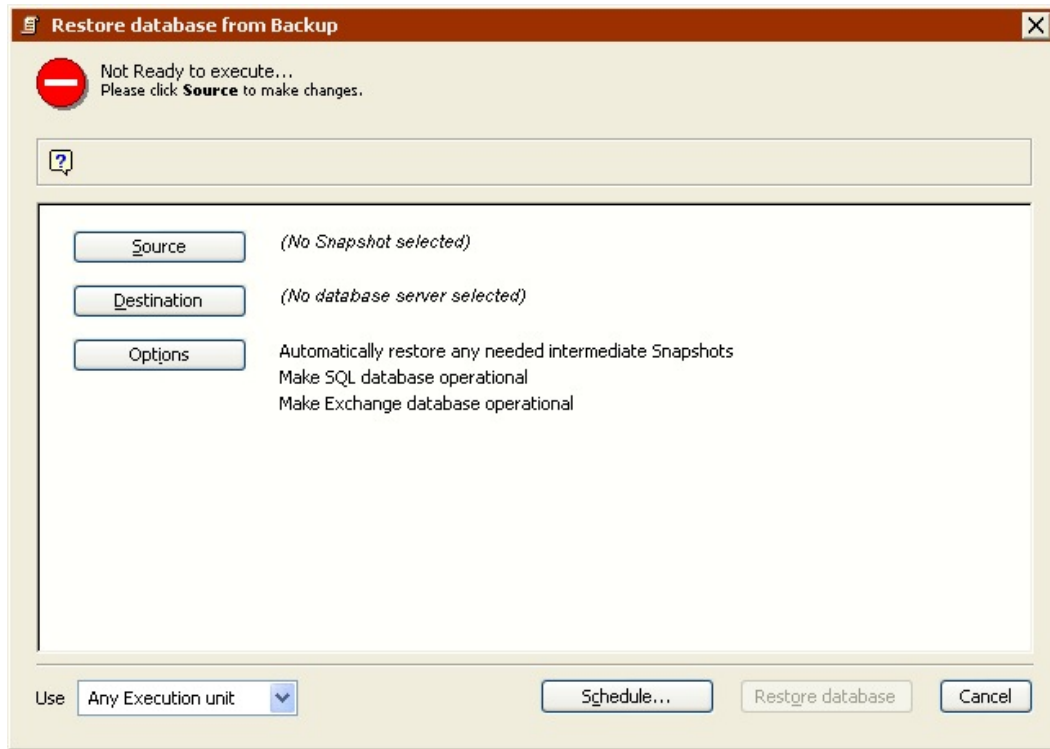 Restore database from Backup
Not Ready to execute...
Please click Source to make changes.
?
Source (No Snapshot selected)
Destination (No database server selected)
Options Automatically restore any needed intermediate Snapshots
Make SQL database operational
Make Exchange database operational
Use Any Execution unit Schedule... Restore database Cancel